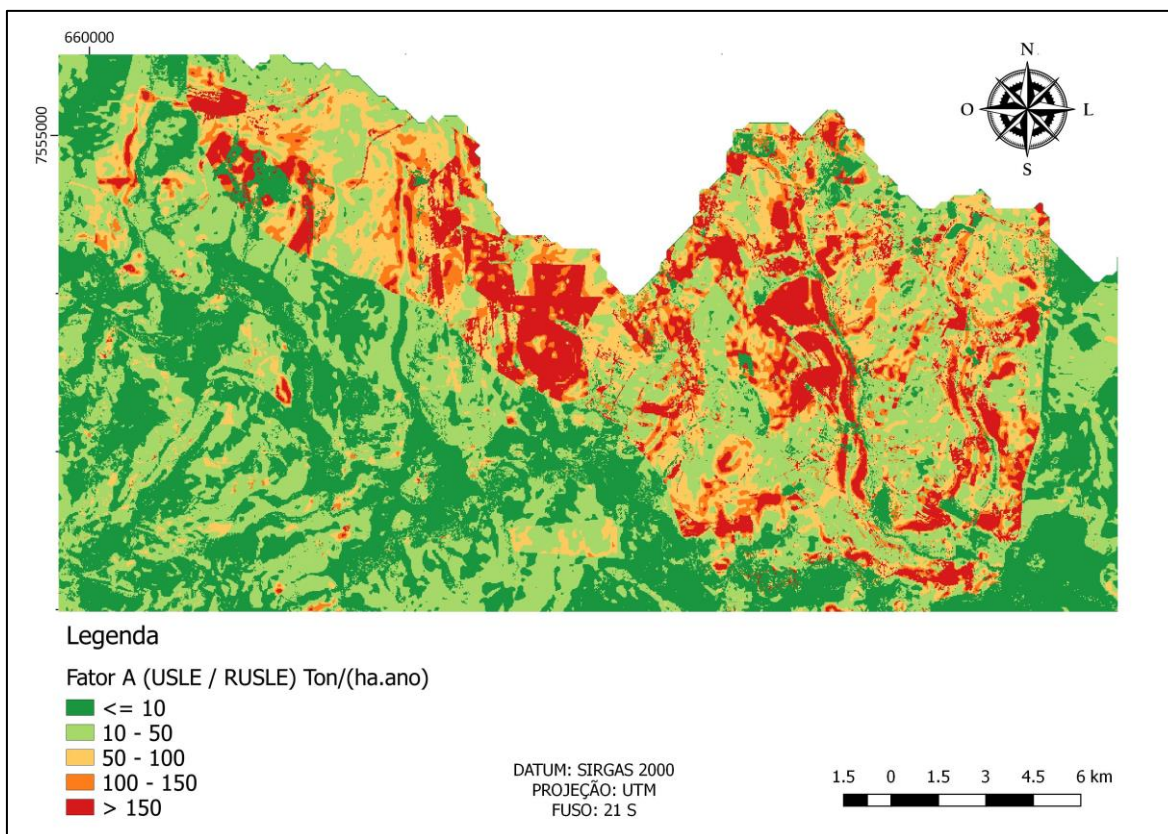 660000
7555000
N
O
L
S
Legenda
Fator A (USLE / RUSLE) Ton/(ha.ano)
<= 10
10 - 50
50 - 100
100 - 150
> 150
DATUM: SIRGAS 2000
PROJEÇÃO: UTM
FUSO: 21 S
1.5 0 1.5 3 4.5 6 km